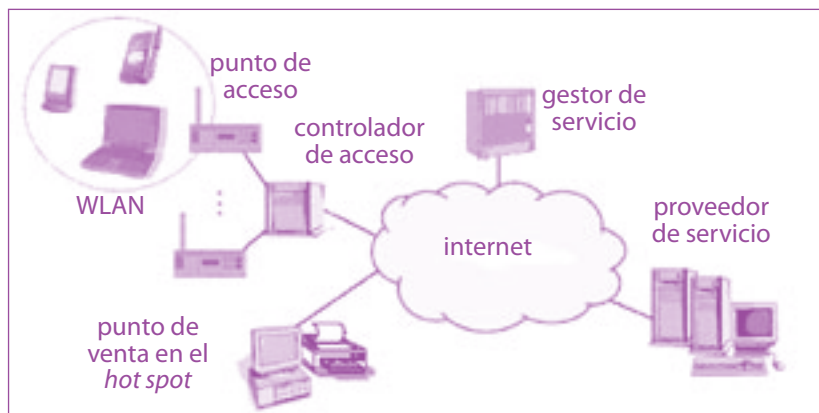 punto de
acceso
controlador
de acceso
gestor de
servicio
WLAN
internet
proveedor
de servicio
punto de
venta en el
hot spot